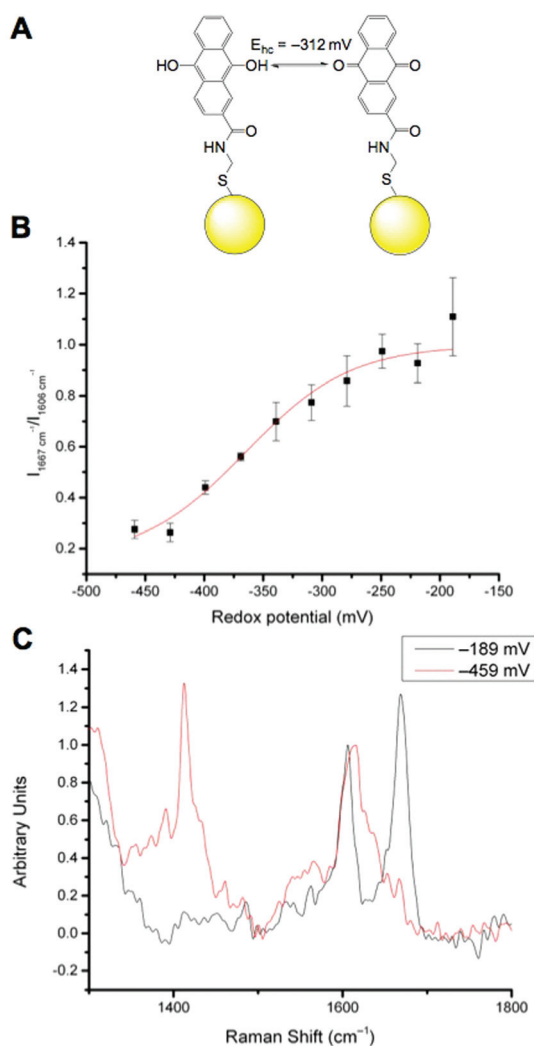 A
E_hc = −312 mV
HO
OH
O
O
O
HN
S
O
HN
S
B
1.4
1.2
1.0
0.8
0.6
0.4
0.2
I_1667 cm⁻¹/I_1606 cm⁻¹
-500 -450 -400 -350 -300 -250 -200 -150
Redox potential (mV)
C
−189 mV
−459 mV
1.4
1.2
1.0
0.8
0.6
0.4
0.2
0.0
-0.2
Arbitrary Units
1400 1600 1800
Raman Shift (cm⁻¹)